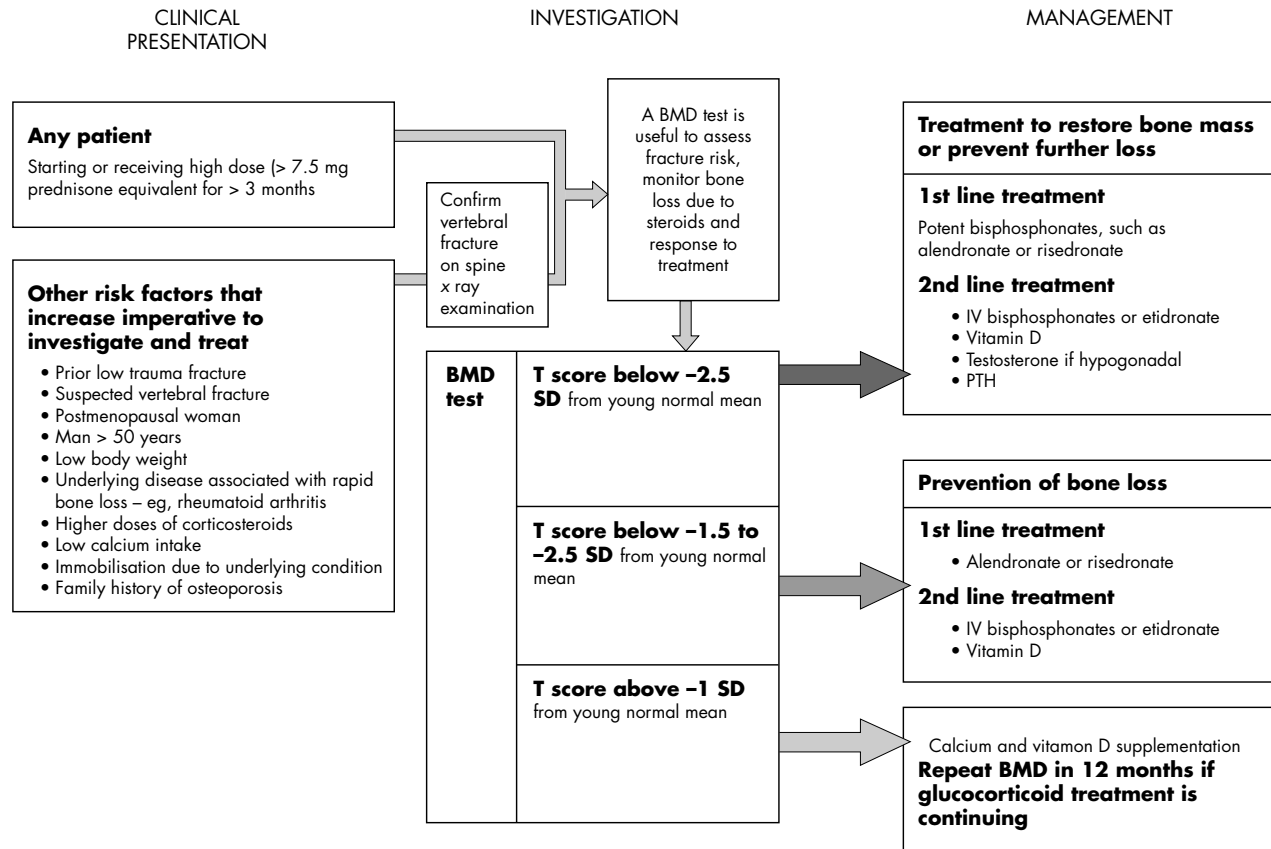 CLINICAL
PRESENTATION
INVESTIGATION
MANAGEMENT
Any patient
Starting or receiving high dose (> 7.5 mg
prednisone equivalent for > 3 months
Other risk factors that
increase imperative to
investigate and treat
• Prior low trauma fracture
• Suspected vertebral fracture
• Postmenopausal woman
• Man > 50 years
• Low body weight
• Underlying disease associated with rapid
bone loss – eg, rheumatoid arthritis
• Higher doses of corticosteroids
• Low calcium intake
• Immobilisation due to underlying condition
• Family history of osteoporosis
Confirm
vertebral
fracture
on spine
x ray
examination
A BMD test is
useful to assess
fracture risk,
monitor bone
loss due to
steroids and
response to
treatment
BMD
test
T score below –2.5
SD from young normal mean
T score below –1.5 to
–2.5 SD from young normal
mean
T score above –1 SD
from young normal mean
Treatment to restore bone mass
or prevent further loss
1st line treatment
Potent bisphosphonates, such as
alendronate or risedronate
2nd line treatment
• IV bisphosphonates or etidronate
• Vitamin D
• Testosterone if hypogonadal
• PTH
Prevention of bone loss
1st line treatment
• Alendronate or risedronate
2nd line treatment
• IV bisphosphonates or etidronate
• Vitamin D
Calcium and vitamon D supplementation
Repeat BMD in 12 months if
glucocorticoid treatment is
continuing